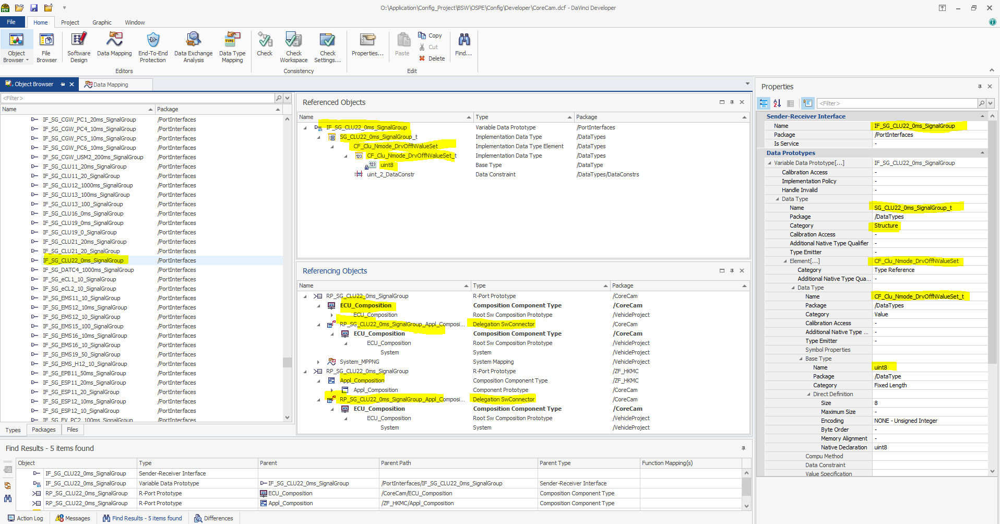 DEV
O:\Application\Config_Project\BSW\OSPE\Config\Developer\CoreCam.dcf - DaVinci Developer
File Home Project Graphic Window
Object Browser
File Browser
Software Design
Data Mapping
End-To-End Protection
Data Exchange Analysis
TYPE
Data Type Mapping
Editors
Check
Check Workspace
Check Settings...
Consistency
Properties...
Paste
Copy
Cut
Delete
Edit
Find...
Object Browser
Data Mapping
<Filter>
Name Package
IF_SG_CGW_PC1_20ms_SignalGroup /PortInterfaces
IF_SG_CGW_PC4_10ms_SignalGroup /PortInterfaces
IF_SG_CGW_PC5_10ms_SignalGroup /PortInterfaces
IF_SG_CGW_PC6_10ms_SignalGroup /PortInterfaces
IF_SG_CGW_USM2_200ms_SignalGroup /PortInterfaces
IF_SG_CLU11_20ms_SignalGroup /PortInterfaces
IF_SG_CLU11_20_SignalGroup /PortInterfaces
IF_SG_CLU12_1000ms_SignalGroup /PortInterfaces
IF_SG_CLU13_100ms_SignalGroup /PortInterfaces
IF_SG_CLU13_100_SignalGroup /PortInterfaces
IF_SG_CLU16_0ms_SignalGroup /PortInterfaces
IF_SG_CLU19_0ms_SignalGroup /PortInterfaces
IF_SG_CLU19_0_SignalGroup /PortInterfaces
IF_SG_CLU21_20ms_SignalGroup /PortInterfaces
IF_SG_CLU21_20_SignalGroup /PortInterfaces
IF_SG_CLU22_0ms_SignalGroup /PortInterfaces
IF_SG_DATC4_1000ms_SignalGroup /PortInterfaces
IF_SG_eCL1_10_SignalGroup /PortInterfaces
IF_SG_eCL2_10_SignalGroup /PortInterfaces
IF_SG_EMS11_10_SignalGroup /PortInterfaces
IF_SG_EMS12_10ms_SignalGroup /PortInterfaces
IF_SG_EMS12_10_SignalGroup /PortInterfaces
IF_SG_EMS15_100_SignalGroup /PortInterfaces
IF_SG_EMS16_10ms_SignalGroup /PortInterfaces
IF_SG_EMS16_10_SignalGroup /PortInterfaces
IF_SG_EMS19_50_SignalGroup /PortInterfaces
IF_SG_EMS_H12_10_SignalGroup /PortInterfaces
IF_SG_EPB11_50ms_SignalGroup /PortInterfaces
IF_SG_ESP11_20ms_SignalGroup /PortInterfaces
IF_SG_ESP11_20_SignalGroup /PortInterfaces
IF_SG_ESP12_10ms_SignalGroup /PortInterfaces
IF_SG_ESP12_10_SignalGroup /PortInterfaces
IF_SG_EV_PC2_100ms_SignalGroup /PortInterfaces
Types Packages Files
Referenced Objects
Name Type Package
IF_SG_CLU22_0ms_SignalGroup Variable Data Prototype /PortInterfaces
SG_CLU22_0ms_SignalGroup_t Implementation Data Type /DataTypes
CF_Clu_Nmode_DrvOffNValueSet Implementation Data Type Element /DataTypes
123 CF_Clu_Nmode_DrvOffNValueSet_t Implementation Data Type /DataTypes
123 uint8 Base Type /DataType
uint_2_DataConstr Data Constraint /DataTypes/DataConstrs
Referencing Objects
Name Type Package
RP_SG_CLU22_0ms_SignalGroup R-Port Prototype /CoreCam
ECU_Composition Composition Component Type /CoreCam
ECU_Composition Root Sw Composition Prototype /VehicleProject
RP_SG_CLU22_0ms_SignalGroup_Appl_Composi... Delegation SwConnector /CoreCam
ECU_Composition Composition Component Type /CoreCam
ECU_Composition Root Sw Composition Prototype /VehicleProject
System System /VehicleProject
System_MPPNG System Mapping /VehicleProject
RP_SG_CLU22_0ms_SignalGroup R-Port Prototype /ZF_HKMC
Appl_Composition Composition Component Type /ZF_HKMC
Appl_Composition Component Prototype /CoreCam
RP_SG_CLU22_0ms_SignalGroup_Appl_Composi... Delegation SwConnector /CoreCam
ECU_Composition Composition Component Type /CoreCam
ECU_Composition Root Sw Composition Prototype /VehicleProject
System System /VehicleProject
Properties
<Filter>
Sender-Receiver Interface
Name IF_SG_CLU22_0ms_SignalGroup
Package /PortInterfaces
Is Service -
Data Prototypes
Variable Data Prototype[...] IF_SG_CLU22_0ms_SignalGroup
Calibration Access -
Implementation Policy -
Handle Invalid -
Data Type
Name SG_CLU22_0ms_SignalGroup_t
Package /DataTypes
Category Structure
Calibration Access -
Additional Native Type Qualifier -
Type Emitter -
Element[...] CF_Clu_Nmode_DrvOffNValueSet
Category Type Reference
Additional Native Type Qua... -
Data Type
Name CF_Clu_Nmode_DrvOffNValueSet_t
Package /DataTypes
Category Value
Calibration Access -
Additional Native Type ... -
Type Emitter -
Symbol Properties
Base Type
Name uint8
Package /DataType
Category Fixed Length
Direct Definition
Size 8
Maximum Size -
Encoding NONE - Unsigned Integer
Byte Order -
Memory Alignment -
Native Declaration uint8
Compu Method
Data Constraint
Value Specification
Find Results - 5 items found
Object Type Parent Parent Path Parent Type Function Mapping(s)
IF_SG_CLU22_0ms_SignalGroup Sender-Receiver Interface
IF_SG_CLU22_0ms_SignalGroup Variable Data Prototype IF_SG_CLU22_0ms_SignalGroup /PortInterfaces/IF_SG_CLU22_0ms_SignalGroup Sender-Receiver Interface
RP_SG_CLU22_0ms_SignalGroup R-Port Prototype ECU_Composition /CoreCam/ECU_Composition Composition Component Type
RP_SG_CLU22_0ms_SignalGroup R-Port Prototype Appl_Composition /ZF_HKMC/Appl_Composition Composition Component Type
Action Log Messages Find Results - 5 items found Differences